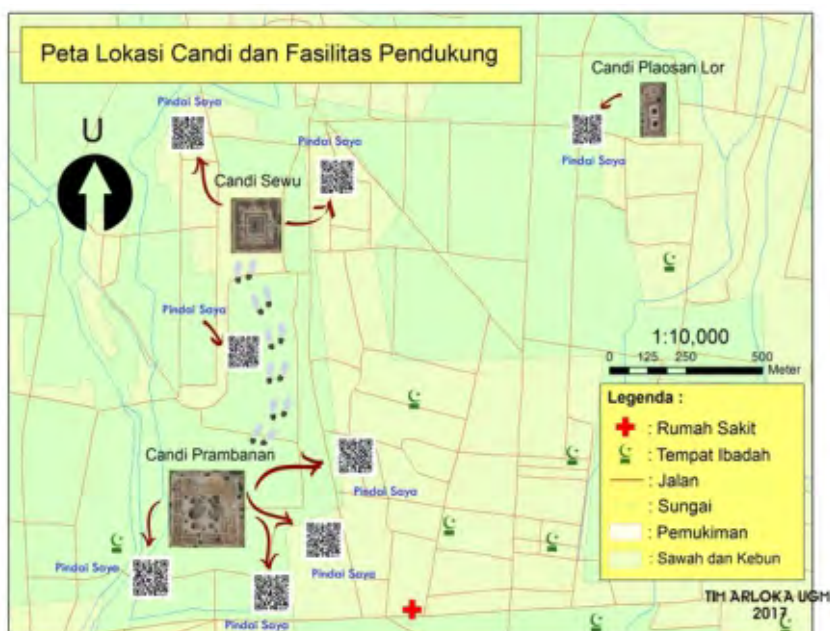 Peta Lokasi Candi dan Fasilitas Pendukung
Candi Plaosan Lor
Pindai Saya
U
Pindai Saya
Pindai Saya
Candi Sewu
Pindai Saya
1:10,000
0 125 250 500
Meter
Legenda :
: Rumah Sakit
: Tempat Ibadah
: Jalan
: Sungai
: Pemukiman
: Sawah dan Kebun
Candi Prambanan
Pindai Saya
Pindai Saya
Pindai Saya
Pindai Saya
TIM ARLOKA UGM
2017